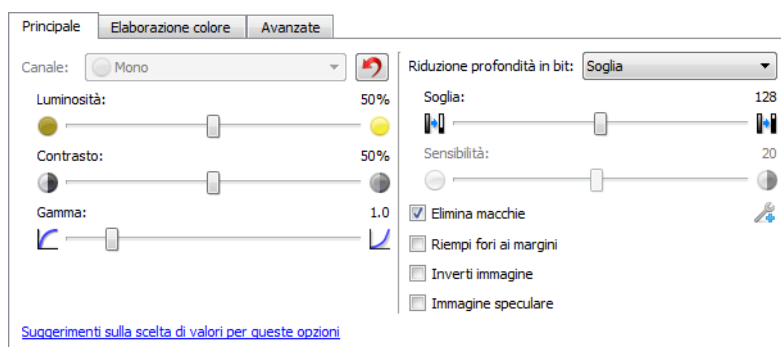 Principale
Elaborazione colore
Avanzate
Canale:
Mono
Luminosità:
50%
Contrasto:
50%
Gamma:
1.0
Suggerimenti sulla scelta di valori per queste opzioni
Riduzione profondità in bit:
Soglia
Soglia:
128
Sensibilità:
20
Elimina macchie
Riempi fori ai margini
Inverti immagine
Immagine speculare